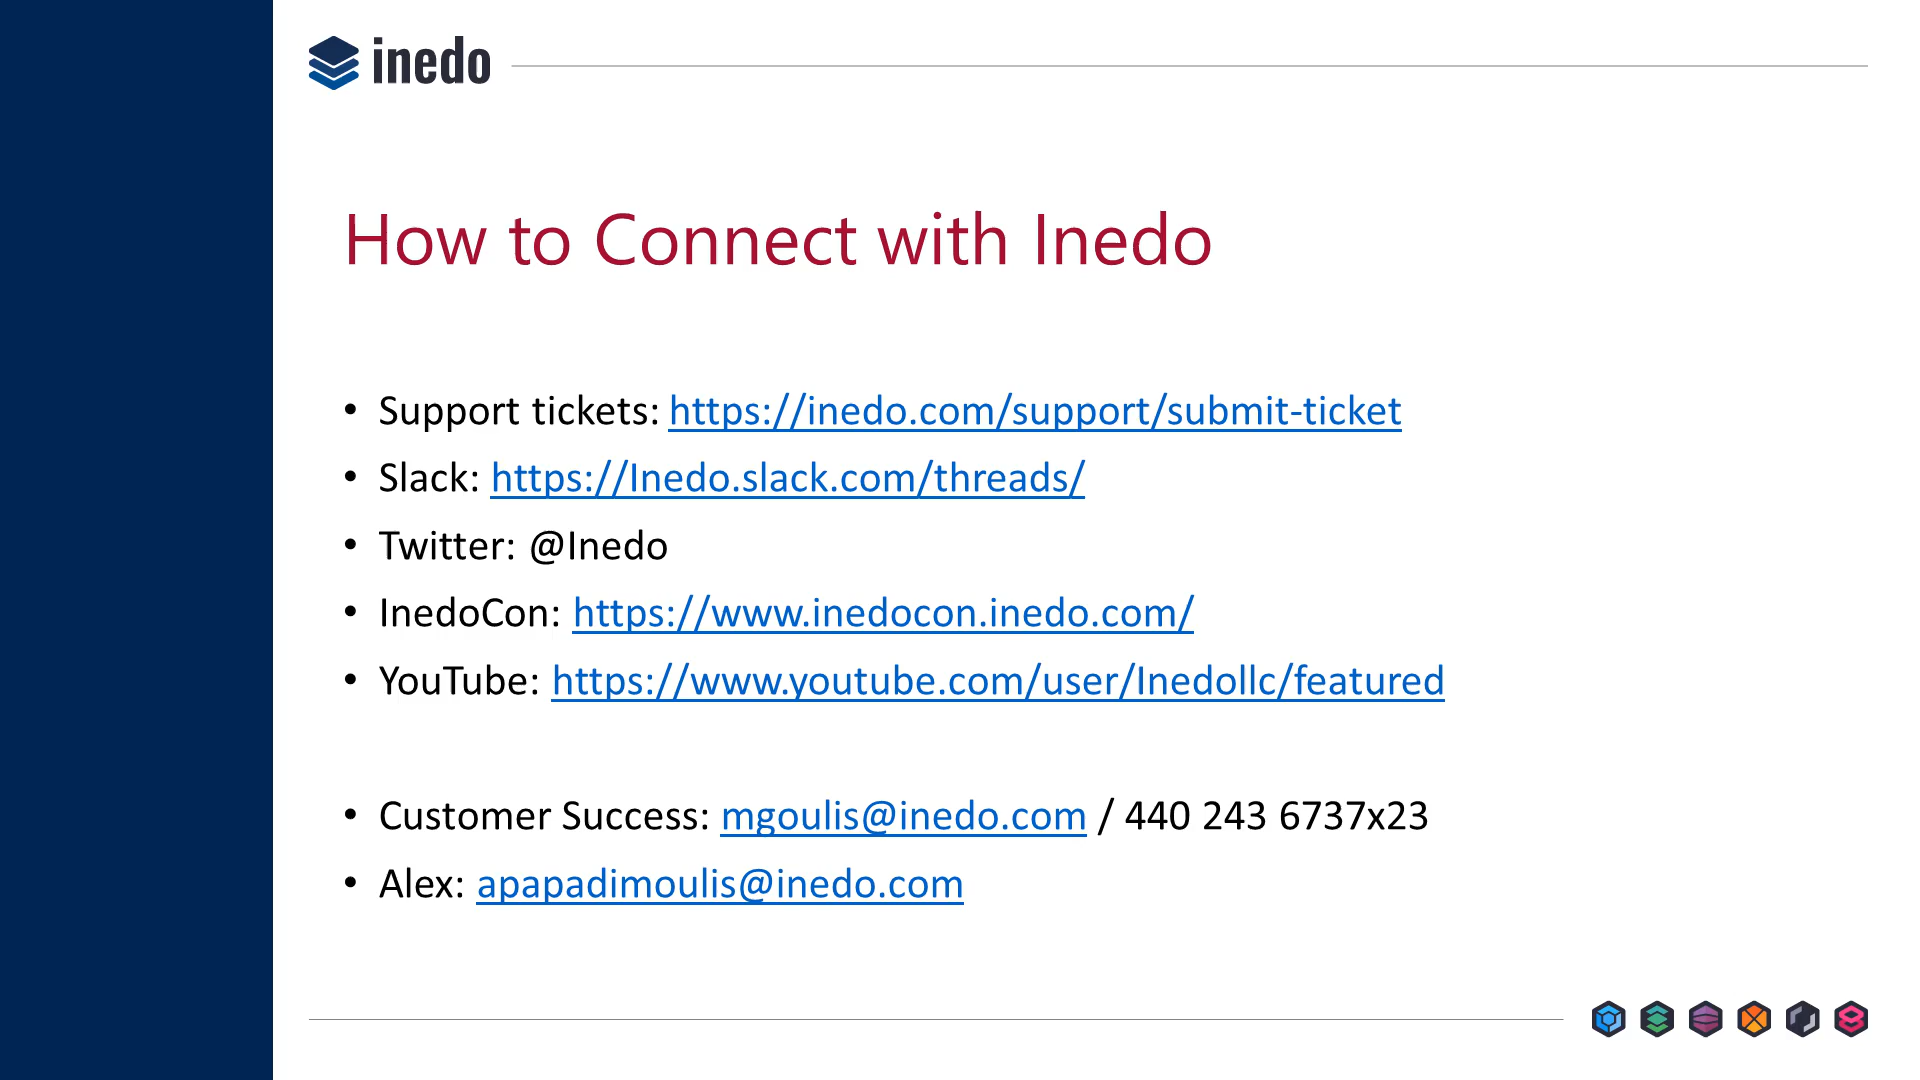 inedo
How to Connect with Inedo
• Support tickets: https://inedo.com/support/submit-ticket
• Slack: https://Inedo.slack.com/threads/
• Twitter: @Inedo
• InedoCon: https://www.inedocon.inedo.com/
• YouTube: https://www.youtube.com/user/Inedollc/featured
• Customer Success: mgoulis@inedo.com / 440 243 6737x23
• Alex: apapadimoulis@inedo.com